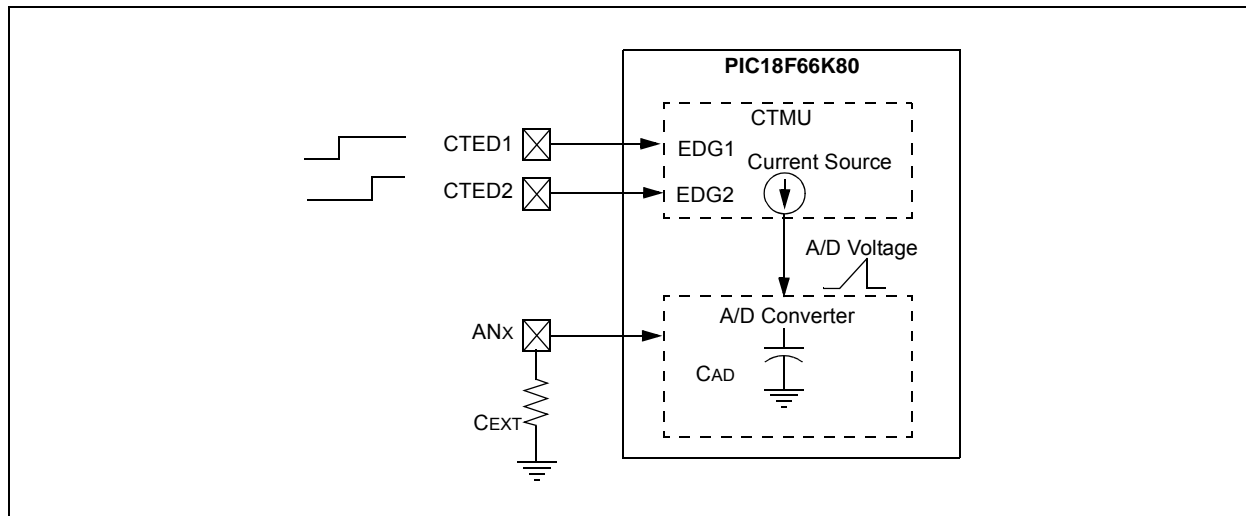 PIC18F66K80
CTMU
CTED1
EDG1
Current Source
CTED2
EDG2
A/D Voltage
A/D Converter
ANX
CAD
CEXT